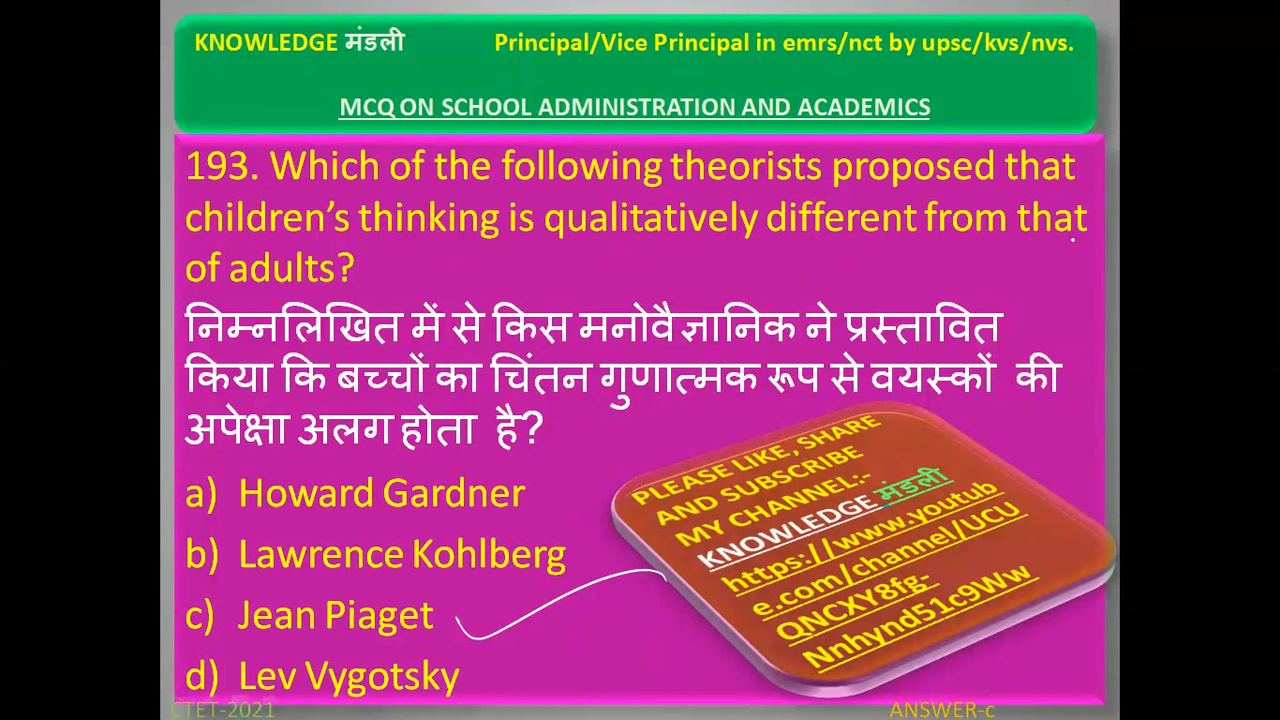 KNOWLEDGE मंडली Principal/Vice Principal in emrs/nct by upsc/kvs/nvs.
MCQ ON SCHOOL ADMINISTRATION AND ACADEMICS
193. Which of the following theorists proposed that
children’s thinking is qualitatively different from that
of adults?
निम्नलिखित में से किस मनोवैज्ञानिक ने प्रस्तावित
किया कि बच्चों का चिंतन गुणात्मक रूप से वयस्कों की
अपेक्षा अलग होता है?
a) Howard Gardner
b) Lawrence Kohlberg
c) Jean Piaget
d) Lev Vygotsky
PLEASE LIKE, SHARE
AND SUBSCRIBE
MY CHANNEL:-
KNOWLEDGE मंडली
https://www.youtub
e.com/channel/UCU
QNCXY8fg-
Nnhynd51c9Ww
CTET-2021 ANSWER-c